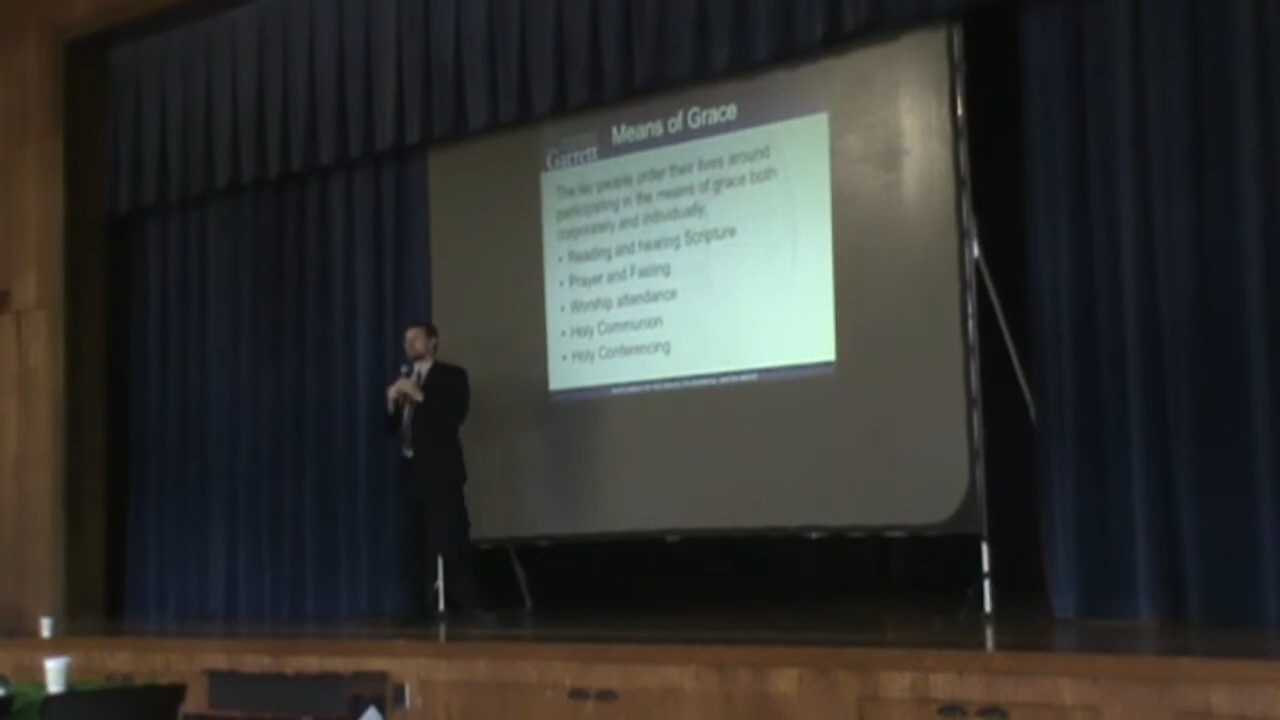 Garrett
Means of Grace
The lay people order their lives around
participating in the means of grace both
corporately and individually.
• Reading and hearing Scripture
• Prayer and Fasting
• Worship attendance
• Holy Communion
• Holy Conferencing